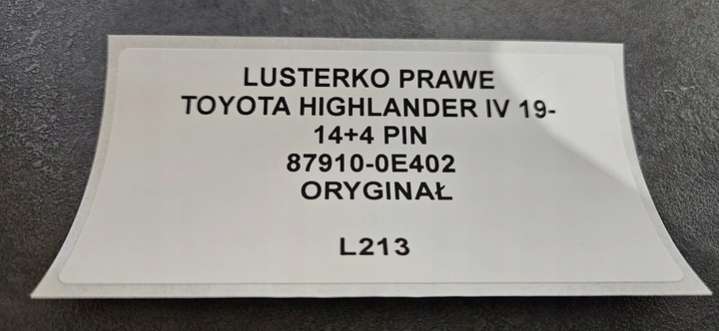 LUSTERKO PRAWE
TOYOTA HIGHLANDER IV 19-
14+4 PIN
87910-0E402
ORYGINAŁ
L213